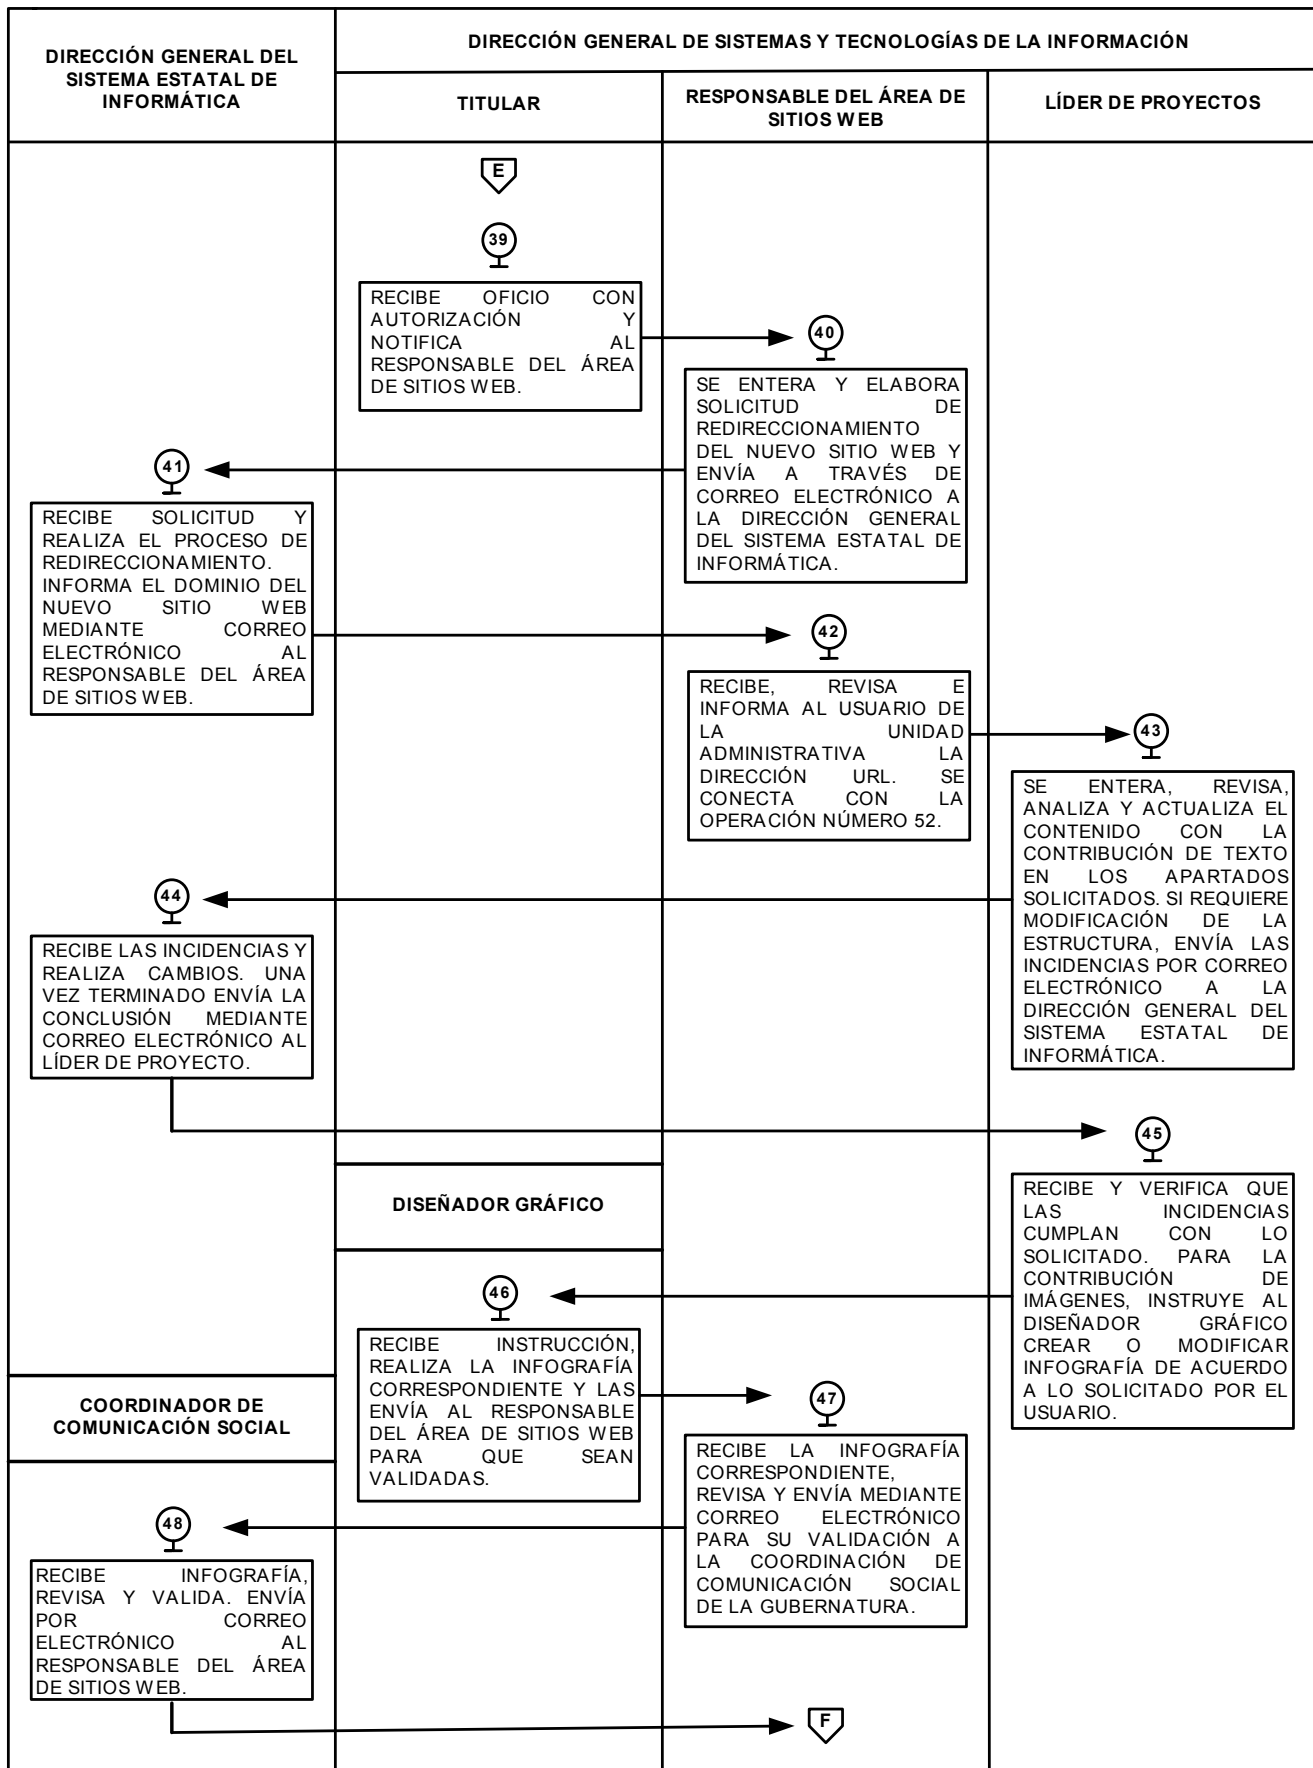 DIRECCIÓN GENERAL DEL
SISTEMA ESTATAL DE
INFORMÁTICA
DIRECCIÓN GENERAL DE SISTEMAS Y TECNOLOGÍAS DE LA INFORMACIÓN
TITULAR
RESPONSABLE DEL ÁREA DE
SITIOS WEB
LÍDER DE PROYECTOS
E
39
RECIBE OFICIO CON
AUTORIZACIÓN Y
NOTIFICA AL
RESPONSABLE DEL ÁREA
DE SITIOS WEB.
40
SE ENTERA Y ELABORA
SOLICITUD DE
REDIRECCIONAMIENTO
DEL NUEVO SITIO WEB Y
ENVÍA A TRAVÉS DE
CORREO ELECTRÓNICO A
LA DIRECCIÓN GENERAL
DEL SISTEMA ESTATAL DE
INFORMÁTICA.
41
RECIBE SOLICITUD Y
REALIZA EL PROCESO DE
REDIRECCIONAMIENTO.
INFORMA EL DOMINIO DEL
NUEVO SITIO WEB
MEDIANTE CORREO
ELECTRÓNICO AL
RESPONSABLE DEL ÁREA
DE SITIOS WEB.
42
RECIBE, REVISA E
INFORMA AL USUARIO DE
LA UNIDAD
ADMINISTRATIVA LA
DIRECCIÓN URL. SE
CONECTA CON LA
OPERACIÓN NÚMERO 52.
43
SE ENTERA, REVISA,
ANALIZA Y ACTUALIZA EL
CONTENIDO CON LA
CONTRIBUCIÓN DE TEXTO
EN LOS APARTADOS
SOLICITADOS. SI REQUIERE
MODIFICACIÓN DE LA
ESTRUCTURA, ENVÍA LAS
INCIDENCIAS POR CORREO
ELECTRÓNICO A LA
DIRECCIÓN GENERAL DEL
SISTEMA ESTATAL DE
INFORMÁTICA.
44
RECIBE LAS INCIDENCIAS Y
REALIZA CAMBIOS. UNA
VEZ TERMINADO ENVÍA LA
CONCLUSIÓN MEDIANTE
CORREO ELECTRÓNICO AL
LÍDER DE PROYECTO.
45
RECIBE Y VERIFICA QUE
LAS INCIDENCIAS
CUMPLAN CON LO
SOLICITADO. PARA LA
CONTRIBUCIÓN DE
IMÁGENES, INSTRUYE AL
DISEÑADOR GRÁFICO
CREAR O MODIFICAR
INFOGRAFÍA DE ACUERDO
A LO SOLICITADO POR EL
USUARIO.
DISEÑADOR GRÁFICO
46
RECIBE INSTRUCCIÓN,
REALIZA LA INFOGRAFÍA
CORRESPONDIENTE Y LAS
ENVÍA AL RESPONSABLE
DEL ÁREA DE SITIOS WEB
PARA QUE SEAN
VALIDADAS.
47
RECIBE LA INFOGRAFÍA
CORRESPONDIENTE,
REVISA Y ENVÍA MEDIANTE
CORREO ELECTRÓNICO
PARA SU VALIDACIÓN A
LA COORDINACIÓN DE
COMUNICACIÓN SOCIAL
DE LA GUBERNATURA.
COORDINADOR DE
COMUNICACIÓN SOCIAL
48
RECIBE INFOGRAFÍA,
REVISA Y VALIDA. ENVÍA
POR CORREO
ELECTRÓNICO AL
RESPONSABLE DEL ÁREA
DE SITIOS WEB.
F